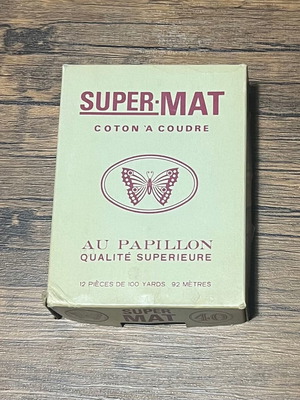 SUPER·MAT
COTON A COUDRE
AU PAPILLON
QUALITÉ SUPERIEURE
12 PIÈCES DE 100 YARDS 92 MÈTRES
SUPER
MAT
40